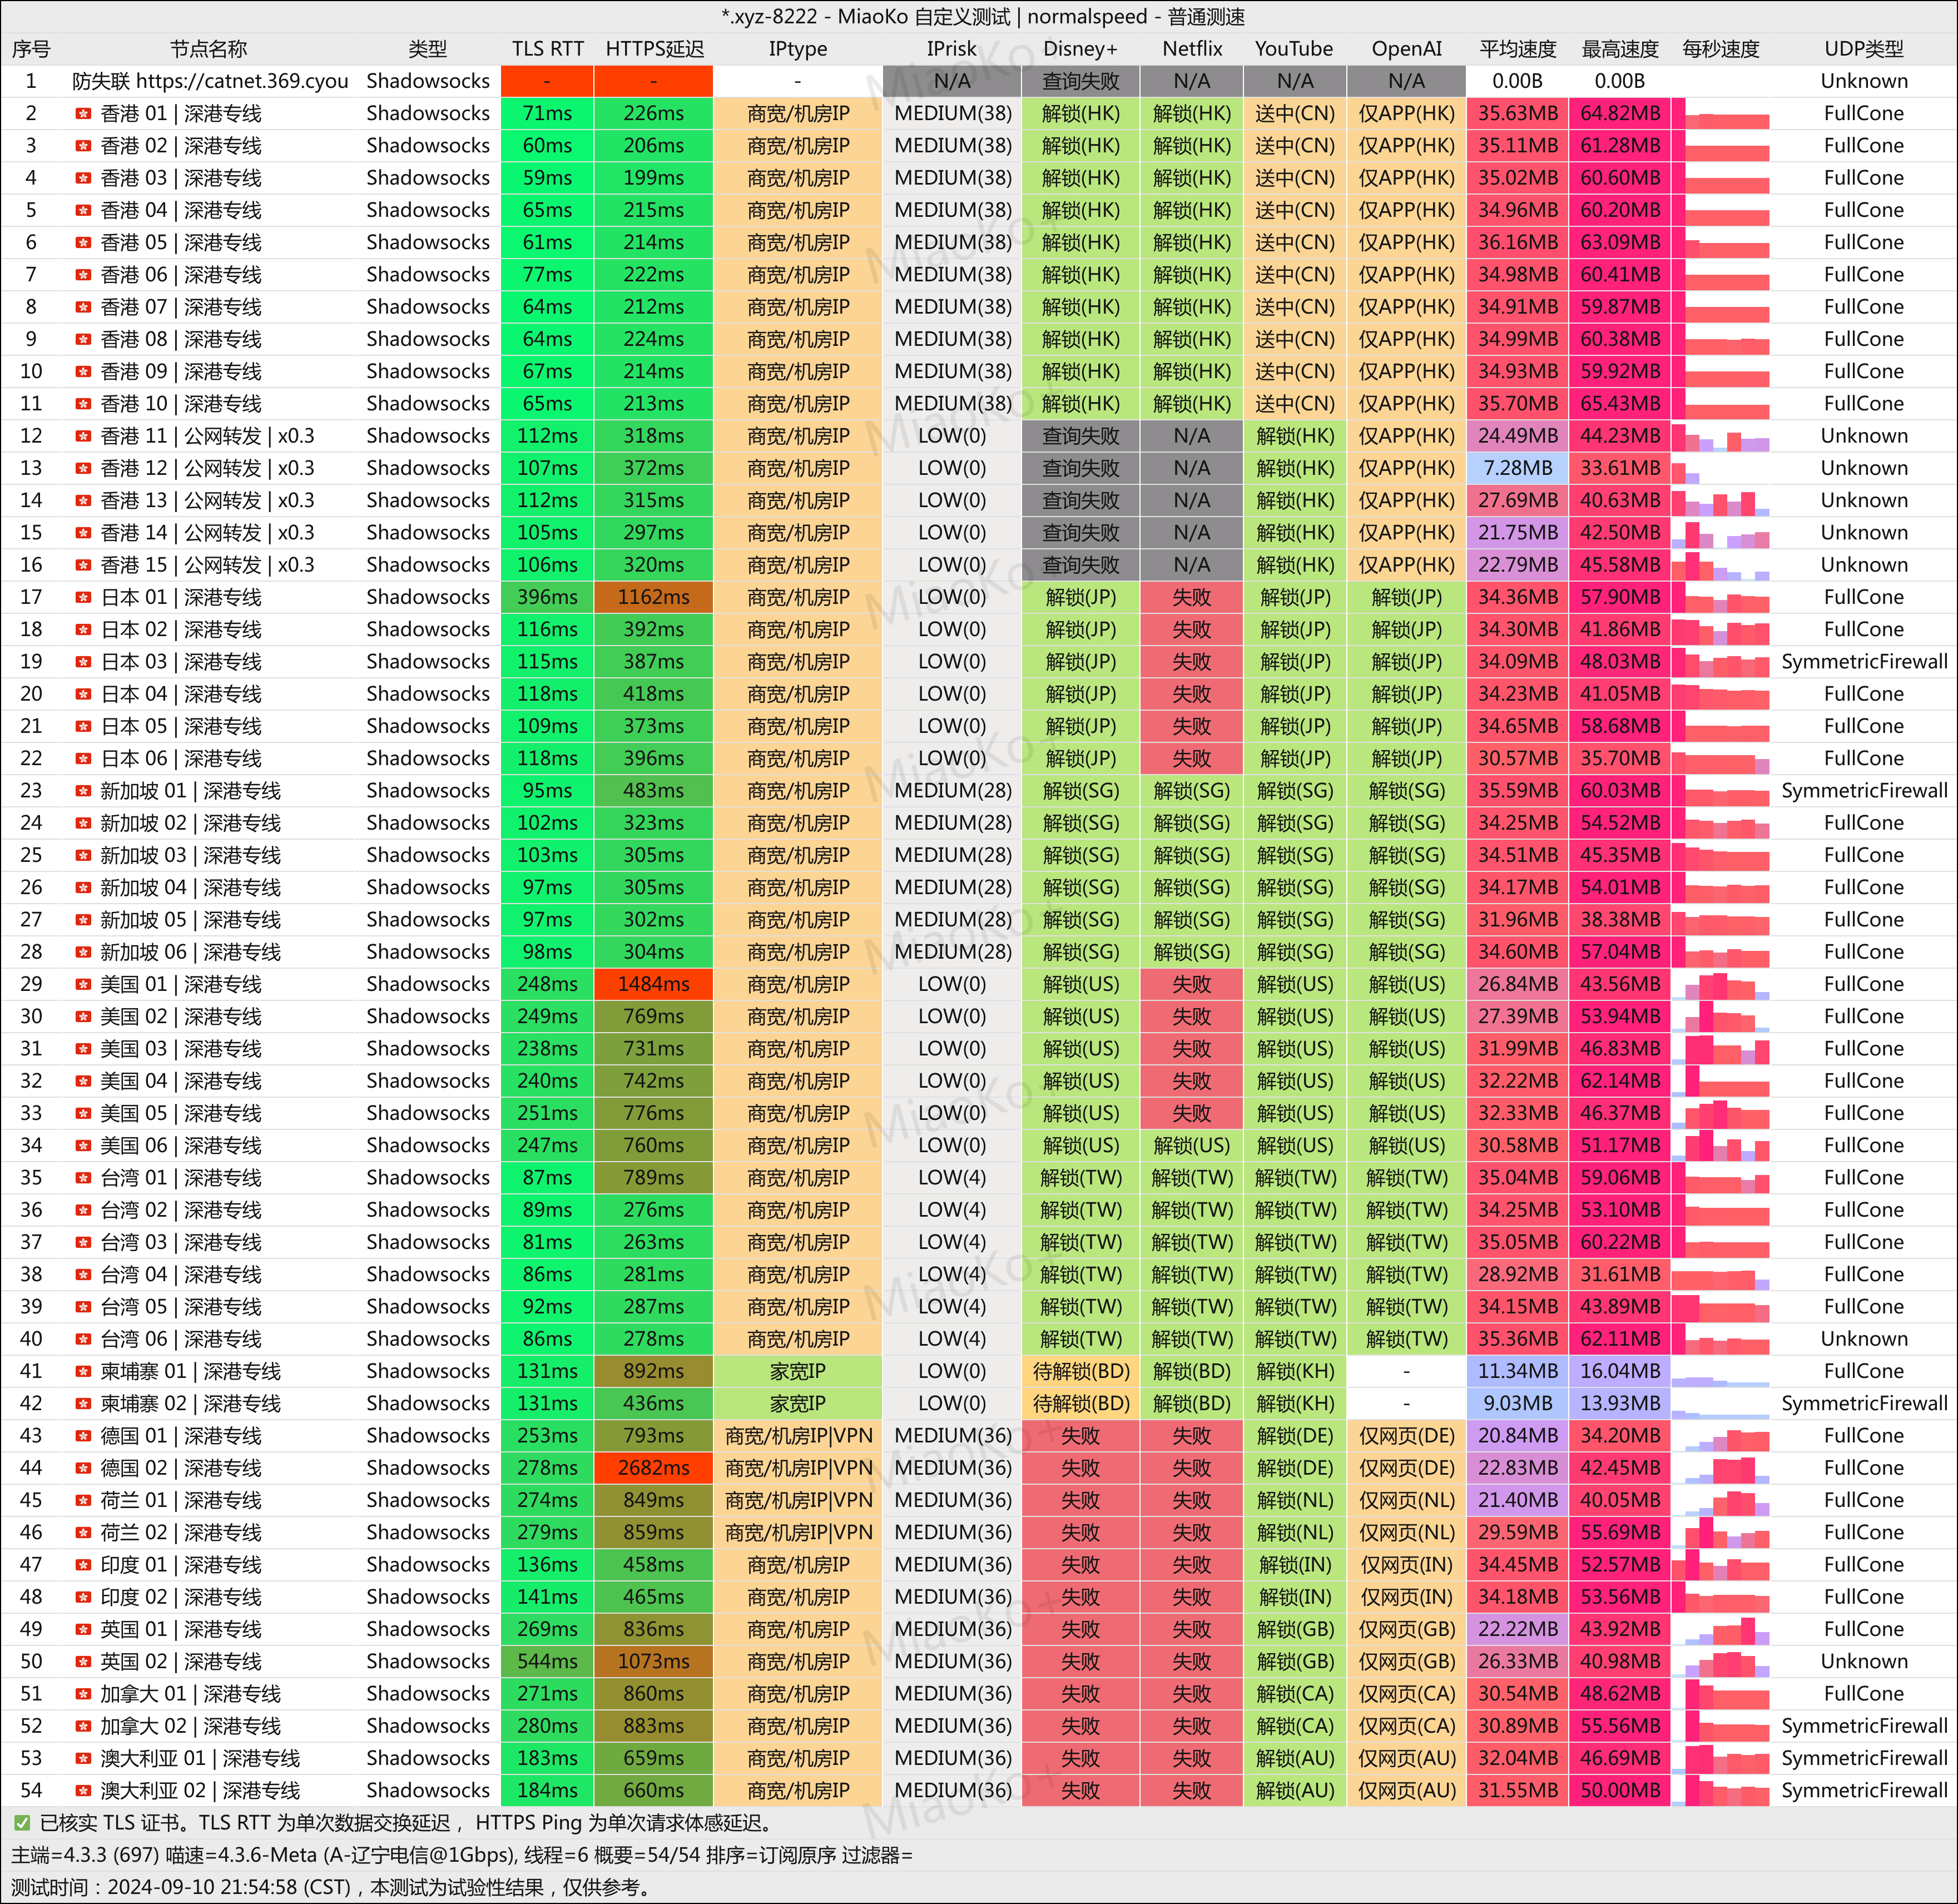 *.xyz-8222 - MiaoKo 自定义测试 | normalspeed - 普通测速
序号 节点名称 类型 TLS RTT HTTPS延迟 IPtype IPrisk Disney+ Netflix YouTube OpenAI 平均速度 最高速度 每秒速度 UDP类型
1 防失联 https://catnet.369.cyou Shadowsocks - - - N/A 查询失败 N/A N/A N/A 0.00B 0.00B Unknown
2 香港 01 | 深港专线 Shadowsocks 71ms 226ms 商宽/机房IP MEDIUM(38) 解锁(HK) 解锁(HK) 送中(CN) 仅APP(HK) 35.63MB 64.82MB FullCone
3 香港 02 | 深港专线 Shadowsocks 60ms 206ms 商宽/机房IP MEDIUM(38) 解锁(HK) 解锁(HK) 送中(CN) 仅APP(HK) 35.11MB 61.28MB FullCone
4 香港 03 | 深港专线 Shadowsocks 59ms 199ms 商宽/机房IP MEDIUM(38) 解锁(HK) 解锁(HK) 送中(CN) 仅APP(HK) 35.02MB 60.60MB FullCone
5 香港 04 | 深港专线 Shadowsocks 65ms 215ms 商宽/机房IP MEDIUM(38) 解锁(HK) 解锁(HK) 送中(CN) 仅APP(HK) 34.96MB 60.20MB FullCone
6 香港 05 | 深港专线 Shadowsocks 61ms 214ms 商宽/机房IP MEDIUM(38) 解锁(HK) 解锁(HK) 送中(CN) 仅APP(HK) 36.16MB 63.09MB FullCone
7 香港 06 | 深港专线 Shadowsocks 77ms 222ms 商宽/机房IP MEDIUM(38) 解锁(HK) 解锁(HK) 送中(CN) 仅APP(HK) 34.98MB 60.41MB FullCone
8 香港 07 | 深港专线 Shadowsocks 64ms 212ms 商宽/机房IP MEDIUM(38) 解锁(HK) 解锁(HK) 送中(CN) 仅APP(HK) 34.91MB 59.87MB FullCone
9 香港 08 | 深港专线 Shadowsocks 64ms 224ms 商宽/机房IP MEDIUM(38) 解锁(HK) 解锁(HK) 送中(CN) 仅APP(HK) 34.99MB 60.38MB FullCone
10 香港 09 | 深港专线 Shadowsocks 67ms 214ms 商宽/机房IP MEDIUM(38) 解锁(HK) 解锁(HK) 送中(CN) 仅APP(HK) 34.93MB 59.92MB FullCone
11 香港 10 | 深港专线 Shadowsocks 65ms 213ms 商宽/机房IP MEDIUM(38) 解锁(HK) 解锁(HK) 送中(CN) 仅APP(HK) 35.70MB 65.43MB FullCone
12 香港 11 | 公网转发 | x0.3 Shadowsocks 112ms 318ms 商宽/机房IP LOW(0) 查询失败 N/A 解锁(HK) 仅APP(HK) 24.49MB 44.23MB Unknown
13 香港 12 | 公网转发 | x0.3 Shadowsocks 107ms 372ms 商宽/机房IP LOW(0) 查询失败 N/A 解锁(HK) 仅APP(HK) 7.28MB 33.61MB Unknown
14 香港 13 | 公网转发 | x0.3 Shadowsocks 112ms 315ms 商宽/机房IP LOW(0) 查询失败 N/A 解锁(HK) 仅APP(HK) 27.69MB 40.63MB Unknown
15 香港 14 | 公网转发 | x0.3 Shadowsocks 105ms 297ms 商宽/机房IP LOW(0) 查询失败 N/A 解锁(HK) 仅APP(HK) 21.75MB 42.50MB Unknown
16 香港 15 | 公网转发 | x0.3 Shadowsocks 106ms 320ms 商宽/机房IP LOW(0) 查询失败 N/A 解锁(HK) 仅APP(HK) 22.79MB 45.58MB Unknown
17 日本 01 | 深港专线 Shadowsocks 396ms 1162ms 商宽/机房IP LOW(0) 解锁(JP) 失败 解锁(JP) 解锁(JP) 34.36MB 57.90MB FullCone
18 日本 02 | 深港专线 Shadowsocks 116ms 392ms 商宽/机房IP LOW(0) 解锁(JP) 失败 解锁(JP) 解锁(JP) 34.30MB 41.86MB FullCone
19 日本 03 | 深港专线 Shadowsocks 115ms 387ms 商宽/机房IP LOW(0) 解锁(JP) 失败 解锁(JP) 解锁(JP) 34.09MB 48.03MB SymmetricFirewall
20 日本 04 | 深港专线 Shadowsocks 118ms 418ms 商宽/机房IP LOW(0) 解锁(JP) 失败 解锁(JP) 解锁(JP) 34.23MB 41.05MB FullCone
21 日本 05 | 深港专线 Shadowsocks 109ms 373ms 商宽/机房IP LOW(0) 解锁(JP) 失败 解锁(JP) 解锁(JP) 34.65MB 58.68MB FullCone
22 日本 06 | 深港专线 Shadowsocks 118ms 396ms 商宽/机房IP LOW(0) 解锁(JP) 失败 解锁(JP) 解锁(JP) 30.57MB 35.70MB FullCone
23 新加坡 01 | 深港专线 Shadowsocks 95ms 483ms 商宽/机房IP MEDIUM(28) 解锁(SG) 解锁(SG) 解锁(SG) 解锁(SG) 35.59MB 60.03MB SymmetricFirewall
24 新加坡 02 | 深港专线 Shadowsocks 102ms 323ms 商宽/机房IP MEDIUM(28) 解锁(SG) 解锁(SG) 解锁(SG) 解锁(SG) 34.25MB 54.52MB FullCone
25 新加坡 03 | 深港专线 Shadowsocks 103ms 305ms 商宽/机房IP MEDIUM(28) 解锁(SG) 解锁(SG) 解锁(SG) 解锁(SG) 34.51MB 45.35MB FullCone
26 新加坡 04 | 深港专线 Shadowsocks 97ms 305ms 商宽/机房IP MEDIUM(28) 解锁(SG) 解锁(SG) 解锁(SG) 解锁(SG) 34.17MB 54.01MB FullCone
27 新加坡 05 | 深港专线 Shadowsocks 97ms 302ms 商宽/机房IP MEDIUM(28) 解锁(SG) 解锁(SG) 解锁(SG) 解锁(SG) 31.96MB 38.38MB FullCone
28 新加坡 06 | 深港专线 Shadowsocks 98ms 304ms 商宽/机房IP MEDIUM(28) 解锁(SG) 解锁(SG) 解锁(SG) 解锁(SG) 34.60MB 57.04MB FullCone
29 美国 01 | 深港专线 Shadowsocks 248ms 1484ms 商宽/机房IP LOW(0) 解锁(US) 失败 解锁(US) 解锁(US) 26.84MB 43.56MB FullCone
30 美国 02 | 深港专线 Shadowsocks 249ms 769ms 商宽/机房IP LOW(0) 解锁(US) 失败 解锁(US) 解锁(US) 27.39MB 53.94MB FullCone
31 美国 03 | 深港专线 Shadowsocks 238ms 731ms 商宽/机房IP LOW(0) 解锁(US) 失败 解锁(US) 解锁(US) 31.99MB 46.83MB FullCone
32 美国 04 | 深港专线 Shadowsocks 240ms 742ms 商宽/机房IP LOW(0) 解锁(US) 失败 解锁(US) 解锁(US) 32.22MB 62.14MB FullCone
33 美国 05 | 深港专线 Shadowsocks 251ms 776ms 商宽/机房IP LOW(0) 解锁(US) 失败 解锁(US) 解锁(US) 32.33MB 46.37MB FullCone
34 美国 06 | 深港专线 Shadowsocks 247ms 760ms 商宽/机房IP LOW(0) 解锁(US) 解锁(US) 解锁(US) 解锁(US) 30.58MB 51.17MB FullCone
35 台湾 01 | 深港专线 Shadowsocks 87ms 789ms 商宽/机房IP LOW(4) 解锁(TW) 解锁(TW) 解锁(TW) 解锁(TW) 35.04MB 59.06MB FullCone
36 台湾 02 | 深港专线 Shadowsocks 89ms 276ms 商宽/机房IP LOW(4) 解锁(TW) 解锁(TW) 解锁(TW) 解锁(TW) 34.25MB 53.10MB FullCone
37 台湾 03 | 深港专线 Shadowsocks 81ms 263ms 商宽/机房IP LOW(4) 解锁(TW) 解锁(TW) 解锁(TW) 解锁(TW) 35.05MB 60.22MB FullCone
38 台湾 04 | 深港专线 Shadowsocks 86ms 281ms 商宽/机房IP LOW(4) 解锁(TW) 解锁(TW) 解锁(TW) 解锁(TW) 28.92MB 31.61MB FullCone
39 台湾 05 | 深港专线 Shadowsocks 92ms 287ms 商宽/机房IP LOW(4) 解锁(TW) 解锁(TW) 解锁(TW) 解锁(TW) 34.15MB 43.89MB FullCone
40 台湾 06 | 深港专线 Shadowsocks 86ms 278ms 商宽/机房IP LOW(4) 解锁(TW) 解锁(TW) 解锁(TW) 解锁(TW) 35.36MB 62.11MB Unknown
41 柬埔寨 01 | 深港专线 Shadowsocks 131ms 892ms 家宽IP LOW(0) 待解锁(BD) 解锁(BD) 解锁(KH) - 11.34MB 16.04MB FullCone
42 柬埔寨 02 | 深港专线 Shadowsocks 131ms 436ms 家宽IP LOW(0) 待解锁(BD) 解锁(BD) 解锁(KH) - 9.03MB 13.93MB SymmetricFirewall
43 德国 01 | 深港专线 Shadowsocks 253ms 793ms 商宽/机房IP|VPN MEDIUM(36) 失败 失败 解锁(DE) 仅网页(DE) 20.84MB 34.20MB FullCone
44 德国 02 | 深港专线 Shadowsocks 278ms 2682ms 商宽/机房IP|VPN MEDIUM(36) 失败 失败 解锁(DE) 仅网页(DE) 22.83MB 42.45MB FullCone
45 荷兰 01 | 深港专线 Shadowsocks 274ms 849ms 商宽/机房IP|VPN MEDIUM(36) 失败 失败 解锁(NL) 仅网页(NL) 21.40MB 40.05MB FullCone
46 荷兰 02 | 深港专线 Shadowsocks 279ms 859ms 商宽/机房IP|VPN MEDIUM(36) 失败 失败 解锁(NL) 仅网页(NL) 29.59MB 55.69MB FullCone
47 印度 01 | 深港专线 Shadowsocks 136ms 458ms 商宽/机房IP MEDIUM(36) 失败 失败 解锁(IN) 仅网页(IN) 34.45MB 52.57MB FullCone
48 印度 02 | 深港专线 Shadowsocks 141ms 465ms 商宽/机房IP MEDIUM(36) 失败 失败 解锁(IN) 仅网页(IN) 34.18MB 53.56MB FullCone
49 英国 01 | 深港专线 Shadowsocks 269ms 836ms 商宽/机房IP MEDIUM(36) 失败 失败 解锁(GB) 仅网页(GB) 22.22MB 43.92MB FullCone
50 英国 02 | 深港专线 Shadowsocks 544ms 1073ms 商宽/机房IP MEDIUM(36) 失败 失败 解锁(GB) 仅网页(GB) 26.33MB 40.98MB Unknown
51 加拿大 01 | 深港专线 Shadowsocks 271ms 860ms 商宽/机房IP MEDIUM(36) 失败 失败 解锁(CA) 仅网页(CA) 30.54MB 48.62MB FullCone
52 加拿大 02 | 深港专线 Shadowsocks 280ms 883ms 商宽/机房IP MEDIUM(36) 失败 失败 解锁(CA) 仅网页(CA) 30.89MB 55.56MB SymmetricFirewall
53 澳大利亚 01 | 深港专线 Shadowsocks 183ms 659ms 商宽/机房IP MEDIUM(36) 失败 失败 解锁(AU) 仅网页(AU) 32.04MB 46.69MB SymmetricFirewall
54 澳大利亚 02 | 深港专线 Shadowsocks 184ms 660ms 商宽/机房IP MEDIUM(36) 失败 失败 解锁(AU) 仅网页(AU) 31.55MB 50.00MB SymmetricFirewall
✅ 已核实 TLS 证书。TLS RTT 为单次数据交换延迟， HTTPS Ping 为单次请求体感延迟。
主端=4.3.3 (697) 喵速=4.3.6-Meta (A-辽宁电信@1Gbps), 线程=6 概要=54/54 排序=订阅原序 过滤器=
测试时间：2024-09-10 21:54:58 (CST)，本测试为试验性结果，仅供参考。